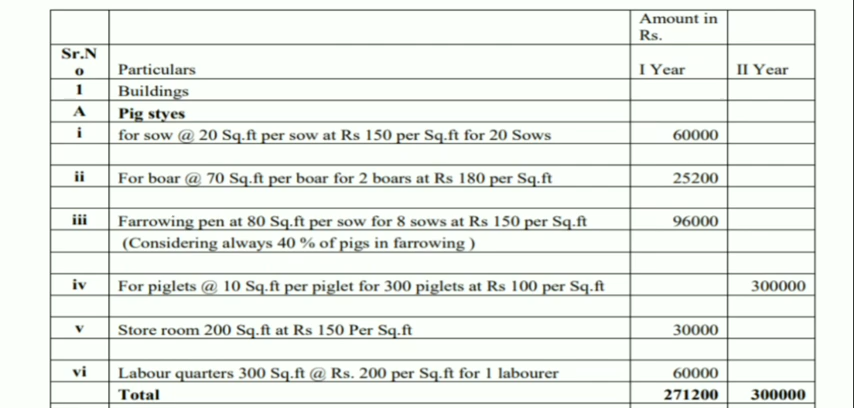 Amount in
Rs.
Sr.N
o Particulars I Year II Year
1 Buildings
A Pig styes
i for sow @ 20 Sq.ft per sow at Rs 150 per Sq.ft for 20 Sows 60000
ii For boar @ 70 Sq.ft per boar for 2 boars at Rs 180 per Sq.ft 25200
iii Farrowing pen at 80 Sq.ft per sow for 8 sows at Rs 150 per Sq.ft 96000
(Considering always 40 % of pigs in farrowing )
iv For piglets @ 10 Sq.ft per piglet for 300 piglets at Rs 100 per Sq.ft 300000
v Store room 200 Sq.ft at Rs 150 Per Sq.ft 30000
vi Labour quarters 300 Sq.ft @ Rs. 200 per Sq.ft for 1 labourer 60000
Total 271200 300000